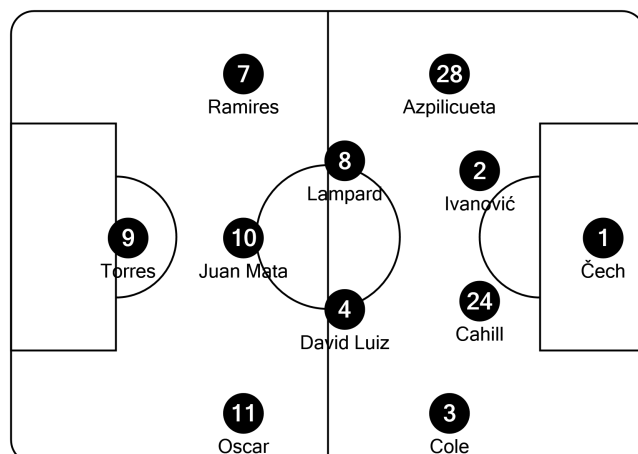 7
Ramires
28
Azpilicueta
8
Lampard
2
Ivanović
9
Torres
10
Juan Mata
1
Čech
4
David Luiz
24
Cahill
11
Oscar
3
Cole